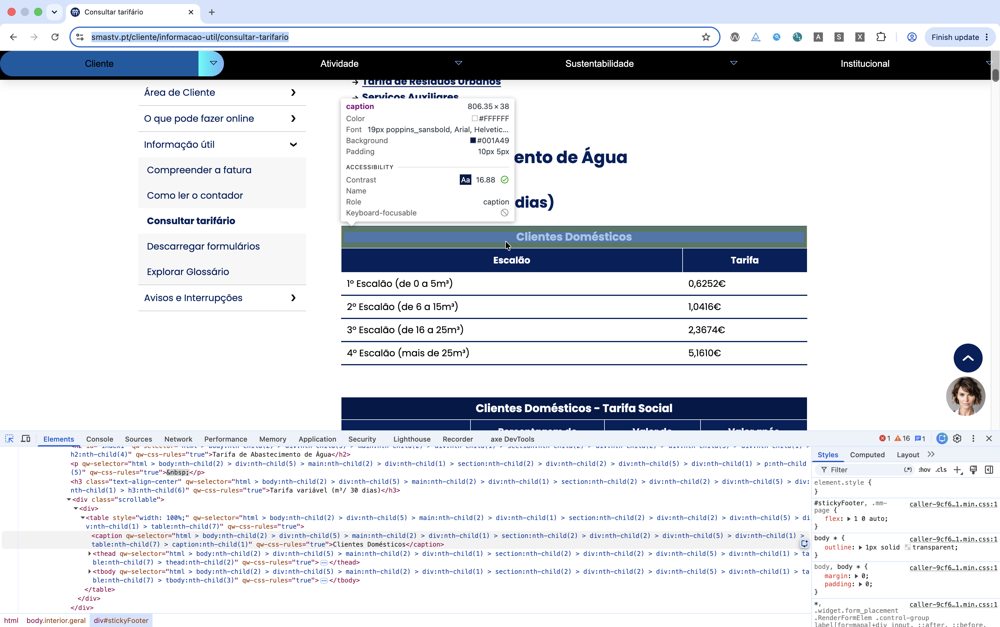 Consultar tarifário
smastv.pt/cliente/informacao-util/consultar-tarifario
Finish update
Cliente
Atividade
Sustentabilidade
Institucional
Tarifa de Resíduos Urbanos
Serviços Auxiliares
Área de Cliente
O que pode fazer online
Informação útil
Compreender a fatura
Como ler o contador
Consultar tarifário
Descarregar formulários
Explorar Glossário
Avisos e Interrupções
caption 806.35 × 38
Color #FFFFFF
Font 19px poppins_sansbold, Arial, Helvetic...
Background #001A49
Padding 10px 5px
ACCESSIBILITY
Contrast Aa 16.88
Name
Role caption
Keyboard-focusable
ento de Água
dias)
Clientes Domésticos
Escalão Tarifa
1º Escalão (de 0 a 5m³) 0,6252€
2º Escalão (de 6 a 15m³) 1,0416€
3º Escalão (de 16 a 25m³) 2,3674€
4º Escalão (mais de 25m³) 5,1610€
Clientes Domésticos - Tarifa Social
Elements Console Sources Network Performance Memory Application Security Lighthouse Recorder axe DevTools 1 16 1
h2:nth-child(4)" qw-css-rules="true">Tarifa de Abastecimento de Água</h2>
<p qw-selector="html > body:nth-child(2) > div:nth-child(5) > main:nth-child(2) > div:nth-child(1) > section:nth-child(2) > div:nth-child(2) > div:nth-child(5) > div:nth-child(1) > p:nth-child
(5)" qw-css-rules="true">&nbsp;</p>
<h3 class="text-align-center" qw-selector="html > body:nth-child(2) > div:nth-child(5) > main:nth-child(2) > div:nth-child(1) > section:nth-child(2) > div:nth-child(2) > div:nth-child(5) > div:
nth-child(1) > h3:nth-child(6)" qw-css-rules="true">Tarifa variável (m³/ 30 dias)</h3>
<div class="scrollable">
<div>
<table style="width: 100%;" qw-selector="html > body:nth-child(2) > div:nth-child(5) > main:nth-child(2) > div:nth-child(1) > section:nth-child(2) > div:nth-child(2) > div:nth-child(5) > di
v:nth-child(1) > table:nth-child(7)" qw-css-rules="true">
<caption qw-selector="html > body:nth-child(2) > div:nth-child(5) > main:nth-child(2) > div:nth-child(1) > section:nth-child(2) > div:nth-child(2) > div:nth-child(5) > div:nth-child(1) >
table:nth-child(7) > caption:nth-child(1)" qw-css-rules="true">Clientes Domésticos</caption>
<thead qw-selector="html > body:nth-child(2) > div:nth-child(5) > main:nth-child(2) > div:nth-child(1) > section:nth-child(2) > div:nth-child(2) > div:nth-child(5) > div:nth-child(1) > ta
ble:nth-child(7) > thead:nth-child(2)" qw-css-rules="true">…</thead>
<tbody qw-selector="html > body:nth-child(2) > div:nth-child(5) > main:nth-child(2) > div:nth-child(1) > section:nth-child(2) > div:nth-child(2) > div:nth-child(5) > div:nth-child(1) > ta
ble:nth-child(7) > tbody:nth-child(3)" qw-css-rules="true">…</tbody>
</table>
</div>
</div>
html body.interior.geral div#stickyFooter
Styles Computed Layout
Filter :hov .cls
element.style {
}
#stickyFooter, .mm- caller-9cf6…1.min.css:1
page {
flex: 1 0 auto;
}
body * { caller-9cf6…1.min.css:1
outline: 1px solid transparent;
}
body, body * { caller-9cf6…1.min.css:1
margin: 0;
padding: 0;
}
*, caller-9cf6…1.min.css:1
.widget.form_placement
.RenderFormElem .control-group
label[for=mapa]+div input, ::after, ::before,